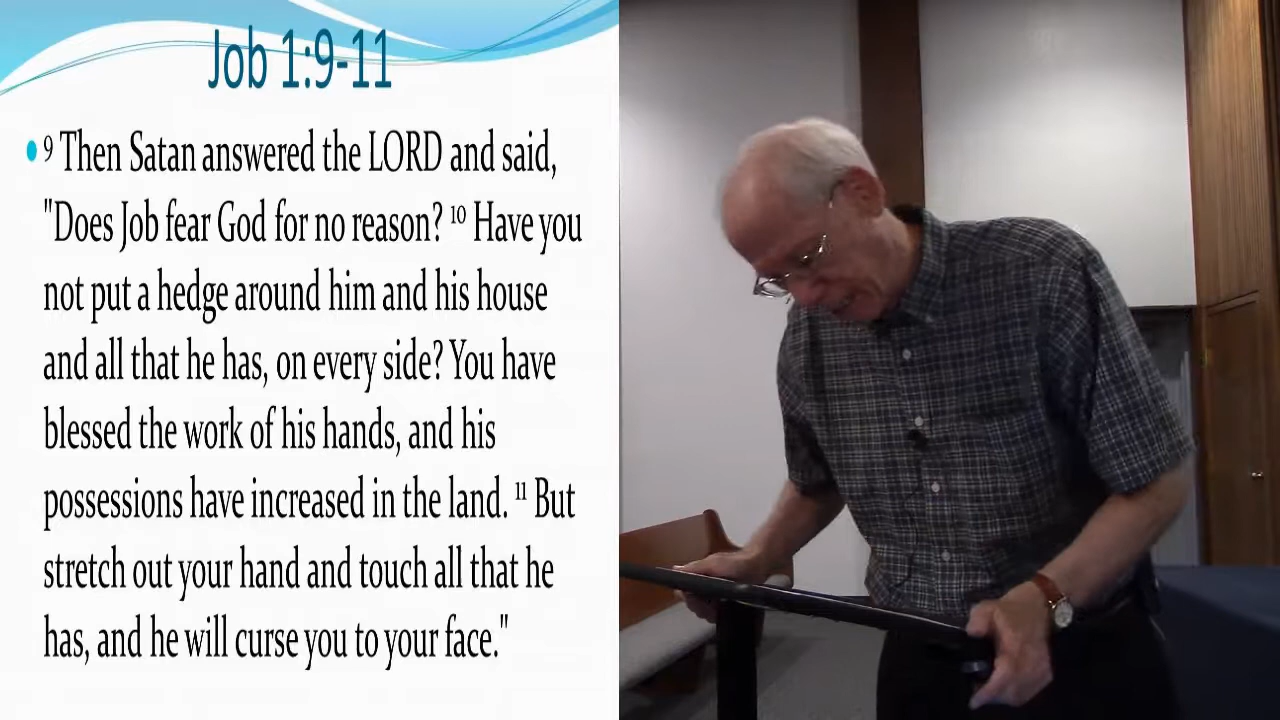 Job 1:9-11
9 Then Satan answered the LORD and said,
"Does Job fear God for no reason? 10 Have you
not put a hedge around him and his house
and all that he has, on every side? You have
blessed the work of his hands, and his
possessions have increased in the land. 11 But
stretch out your hand and touch all that he
has, and he will curse you to your face."